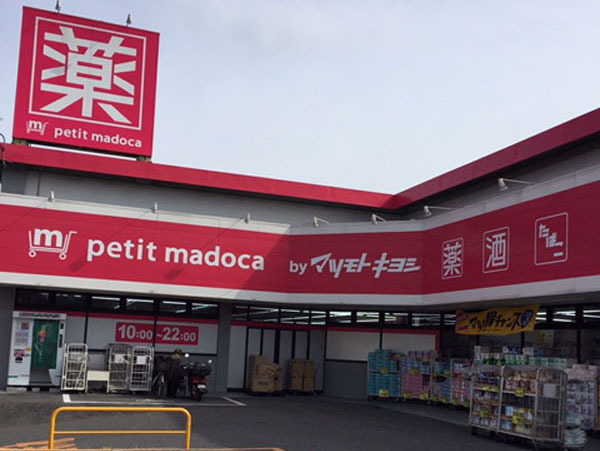 薬
m petit madoca
m petit madoca by マツモトキヨシ 薬 酒 たばこ
10:00-22:00